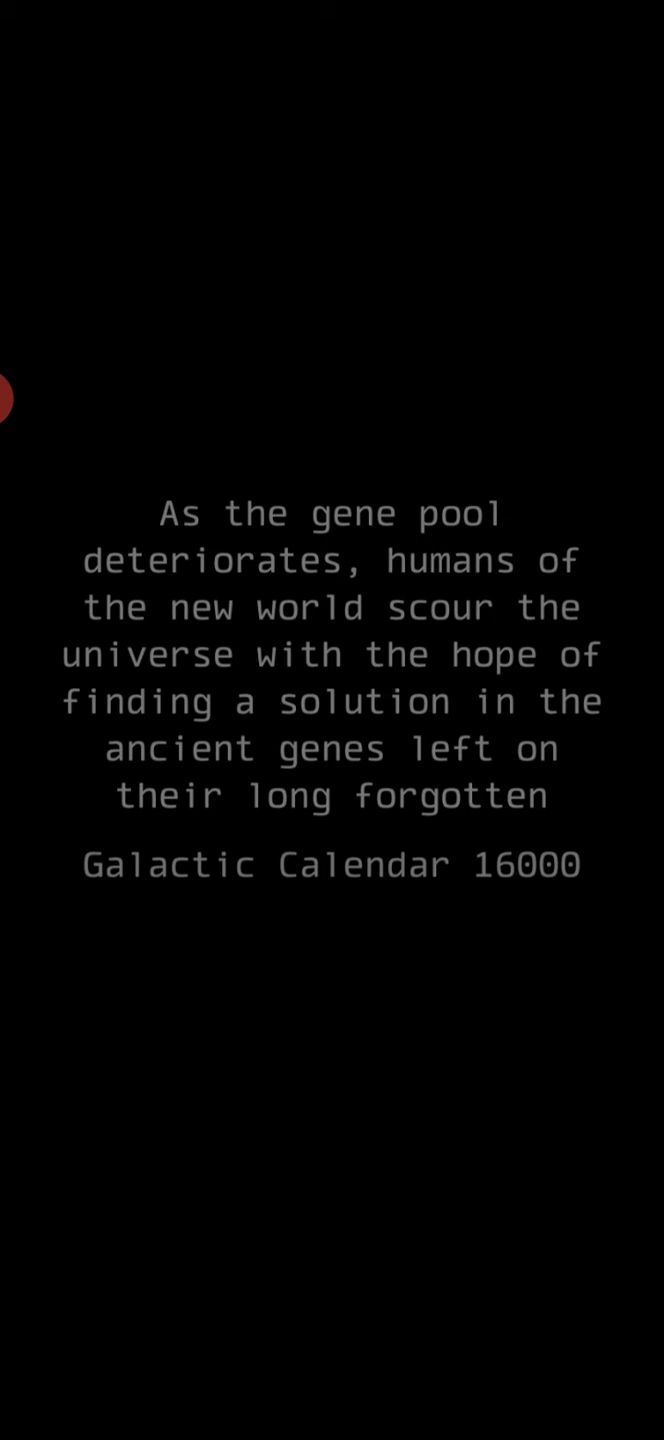 As the gene pool
deteriorates, humans of
the new world scour the
universe with the hope of
finding a solution in the
ancient genes left on
their long forgotten
Galactic Calendar 16000